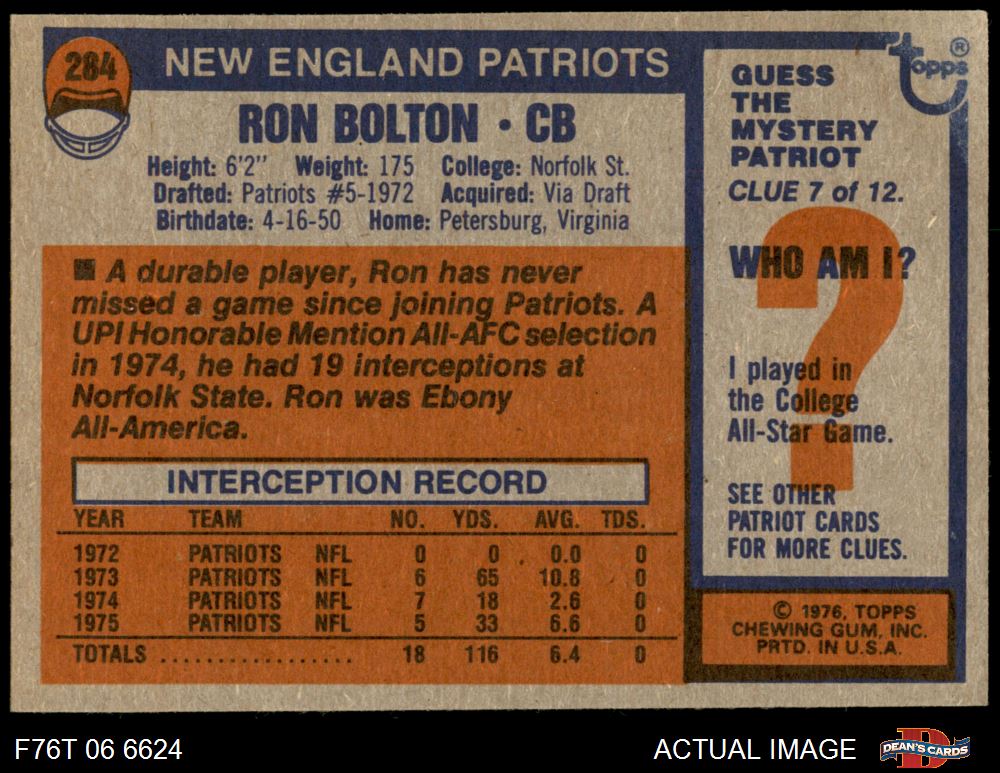 284
NEW ENGLAND PATRIOTS
RON BOLTON • CB
Height: 6'2" Weight: 175 College: Norfolk St.
Drafted: Patriots #5-1972 Acquired: Via Draft
Birthdate: 4-16-50 Home: Petersburg, Virginia
■ A durable player, Ron has never
missed a game since joining Patriots. A
UPI Honorable Mention All-AFC selection
in 1974, he had 19 interceptions at
Norfolk State. Ron was Ebony
All-America.
INTERCEPTION RECORD
YEAR TEAM NO. YDS. AVG. TDS.
1972 PATRIOTS NFL 0 0 0.0 0
1973 PATRIOTS NFL 6 65 10.8 0
1974 PATRIOTS NFL 7 18 2.6 0
1975 PATRIOTS NFL 5 33 6.6 0
TOTALS .................. 18 116 6.4 0
topps ®
GUESS
THE
MYSTERY
PATRIOT
CLUE 7 of 12.
?
WHO AM I?
I played in
the College
All-Star Game.
SEE OTHER
PATRIOT CARDS
FOR MORE CLUES.
© 1976, TOPPS
CHEWING GUM, INC.
PRTD. IN U.S.A.
F76T 06 6624
ACTUAL IMAGE
D
DEAN'S CARDS